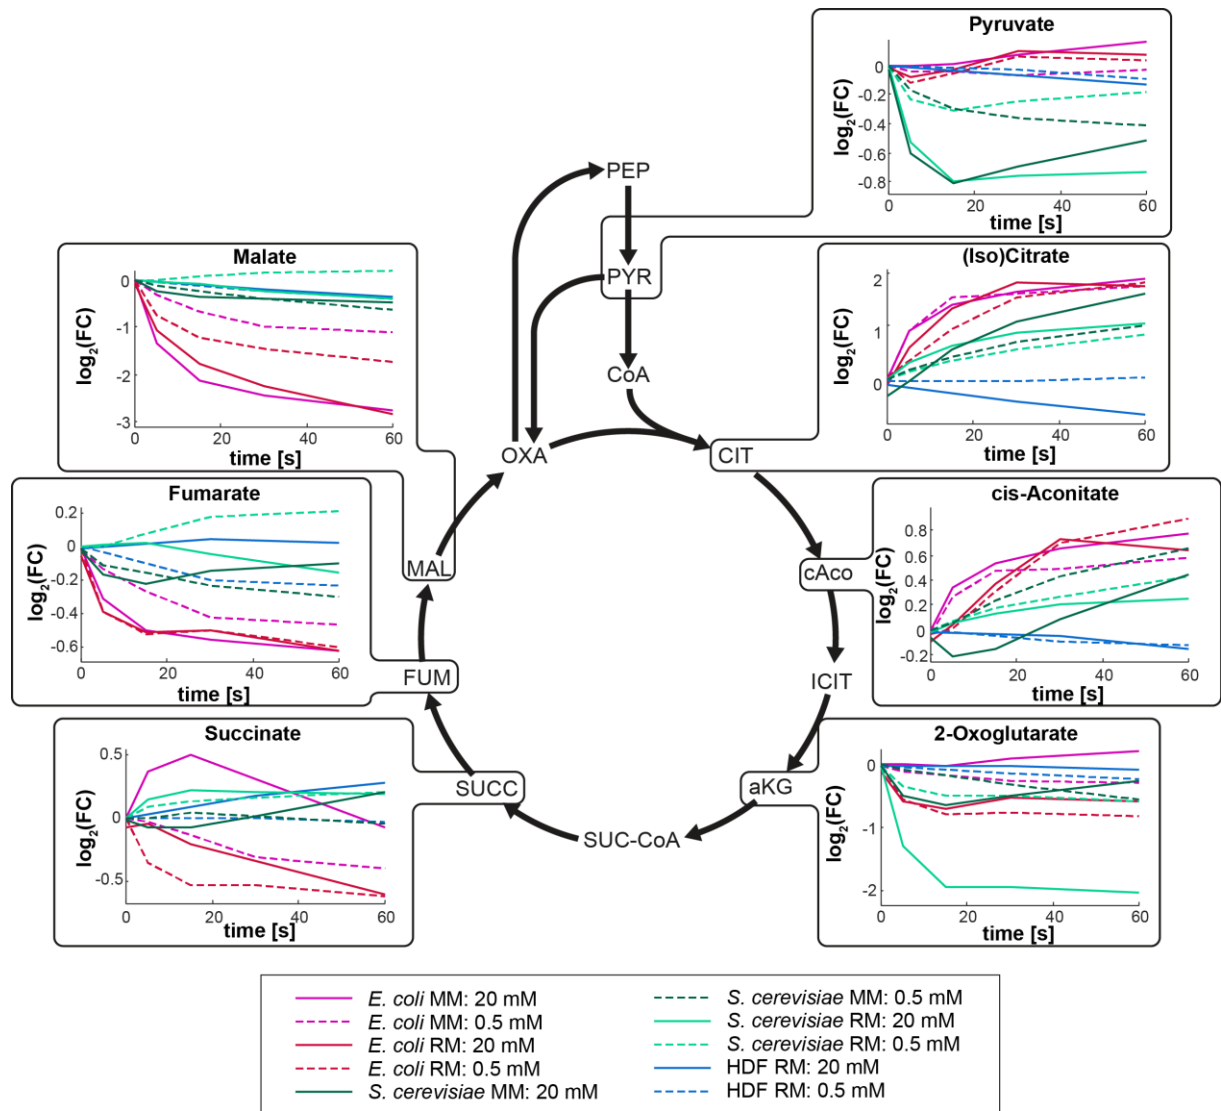 Pyruvate
log2(FC)
0
-0.2
-0.4
-0.6
-0.8
0
20
40
60
time [s]
PEP
PYR
CoA
OXA
CIT
cAco
ICIT
aKG
SUC-CoA
SUCC
FUM
MAL
Malate
log2(FC)
0
-1
-2
-3
0
20
40
60
time [s]
(Iso)Citrate
log2(FC)
2
1
0
0
20
40
60
time [s]
Fumarate
log2(FC)
0.2
0
-0.2
-0.4
-0.6
0
20
40
60
time [s]
cis-Aconitate
log2(FC)
0.8
0.6
0.4
0.2
0
-0.2
0
20
40
60
time [s]
Succinate
log2(FC)
0.5
0
-0.5
0
20
40
60
time [s]
2-Oxoglutarate
log2(FC)
0
-1
-2
0
20
40
60
time [s]
E. coli MM: 20 mM
E. coli MM: 0.5 mM
E. coli RM: 20 mM
E. coli RM: 0.5 mM
S. cerevisiae MM: 20 mM
S. cerevisiae MM: 0.5 mM
S. cerevisiae RM: 20 mM
S. cerevisiae RM: 0.5 mM
HDF RM: 20 mM
HDF RM: 0.5 mM